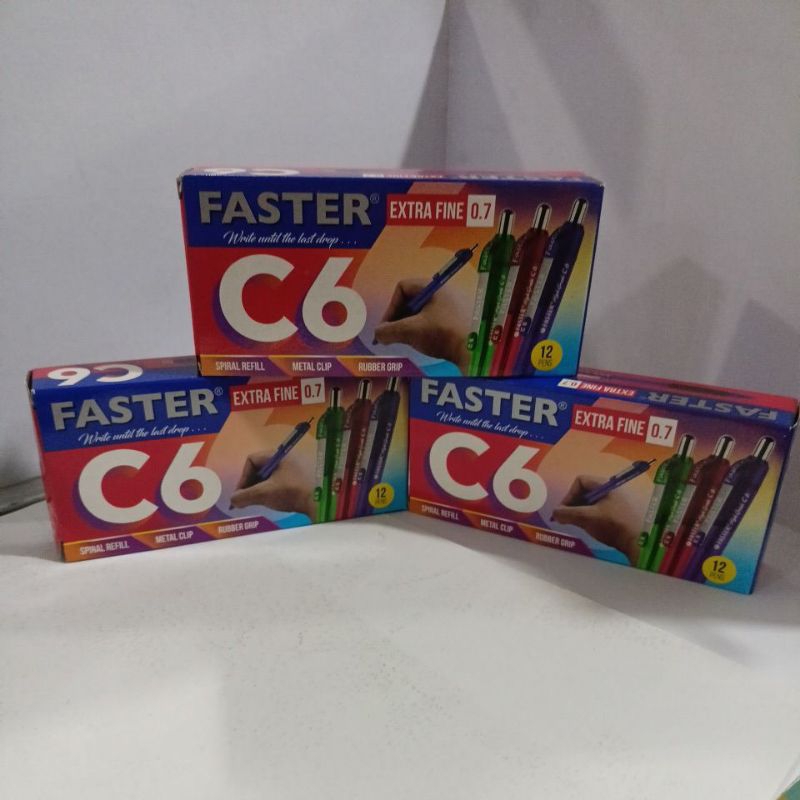 FASTER®
EXTRA FINE 0.7
Write until the last drop . . .
C6
SPIRAL REFILL METAL CLIP RUBBER GRIP
12
PENS
C6
FASTER®
EXTRA FINE 0.7
Write until the last drop . . .
C6
SPIRAL REFILL METAL CLIP RUBBER GRIP
12
PENS
EXTRA FINE 0.7
FASTER
FASTER®
EXTRA FINE 0.7
Write until the last drop . . .
C6
SPIRAL REFILL METAL CLIP RUBBER GRIP
12
PENS